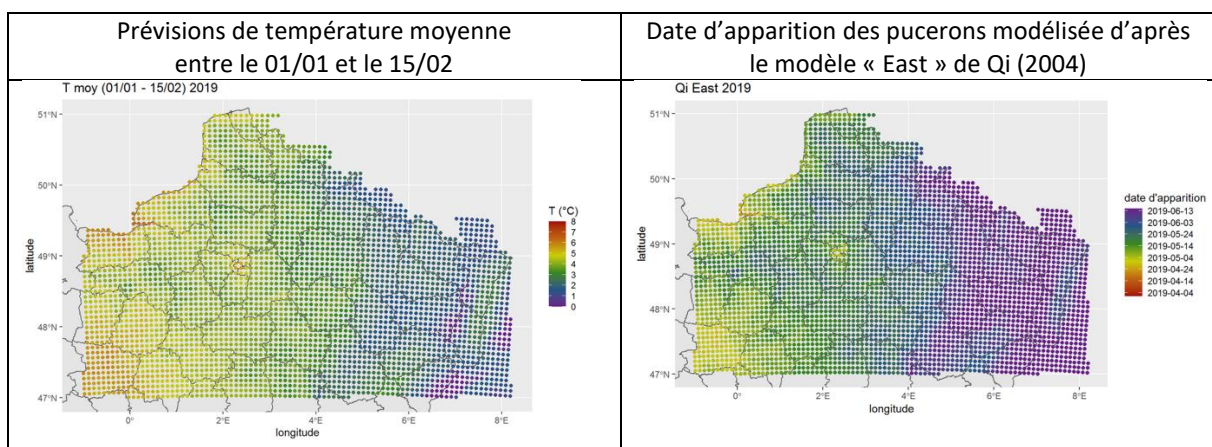 Prévisions de température moyenne
entre le 01/01 et le 15/02
Date d’apparition des pucerons modélisée d’après
le modèle « East » de Qi (2004)
T moy (01/01 - 15/02) 2019
51°N
50°N
49°N
48°N
47°N
latitude
0°
2°E
4°E
6°E
8°E
longitude
T (°C)
8
7
6
5
4
3
2
1
0
Qi East 2019
51°N
50°N
49°N
48°N
47°N
latitude
0°
2°E
4°E
6°E
8°E
longitude
date d'apparition
2019-06-13
2019-06-03
2019-05-24
2019-05-14
2019-05-04
2019-04-24
2019-04-14
2019-04-04